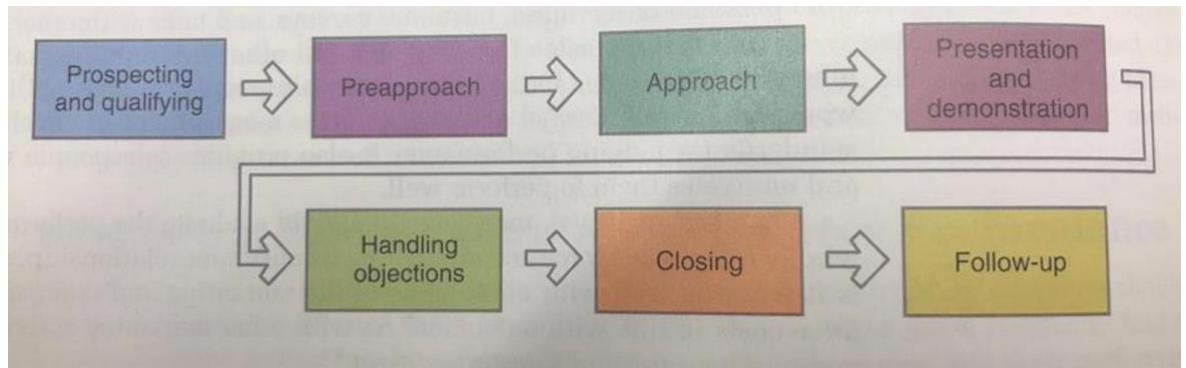 Prospecting
and qualifying
Preapproach
Approach
Presentation
and
demonstration
Handling
objections
Closing
Follow-up